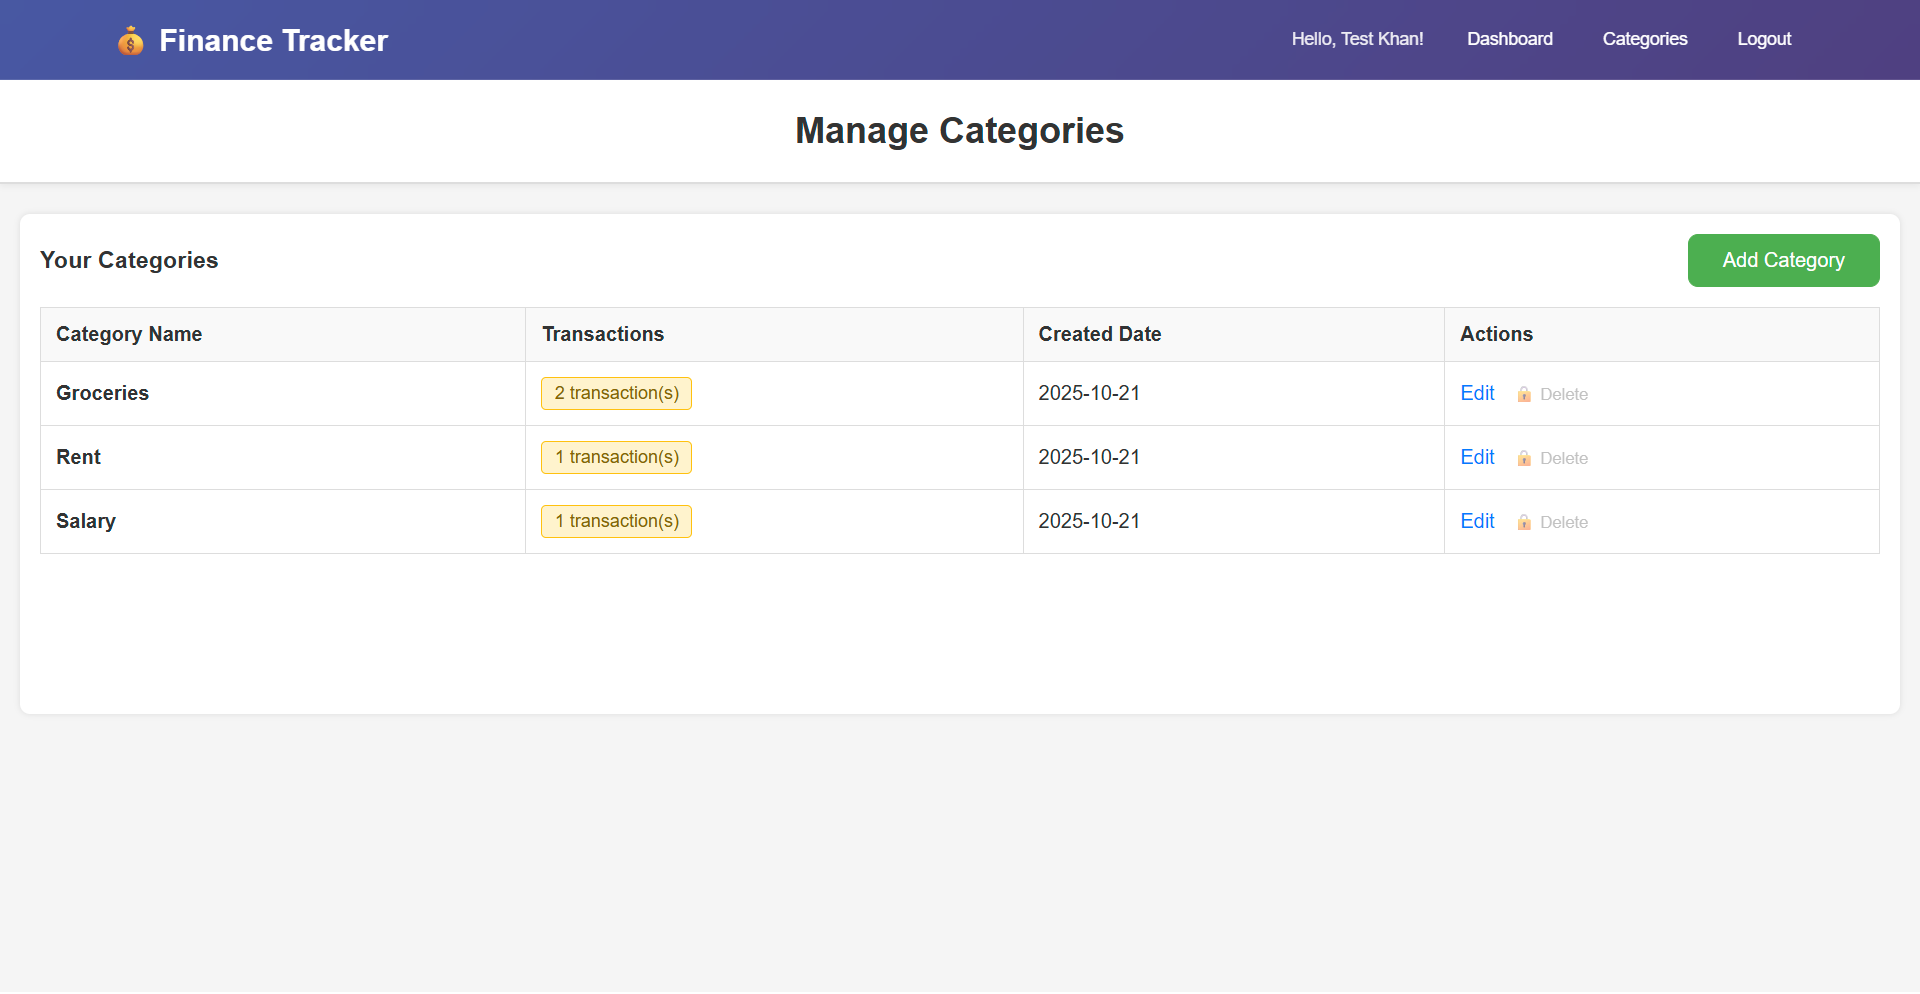 Finance Tracker
Hello, Test Khan! Dashboard Categories Logout
Manage Categories
Your Categories
Add Category
Category Name Transactions Created Date Actions
Groceries 2 transaction(s) 2025-10-21 Edit Delete
Rent 1 transaction(s) 2025-10-21 Edit Delete
Salary 1 transaction(s) 2025-10-21 Edit Delete